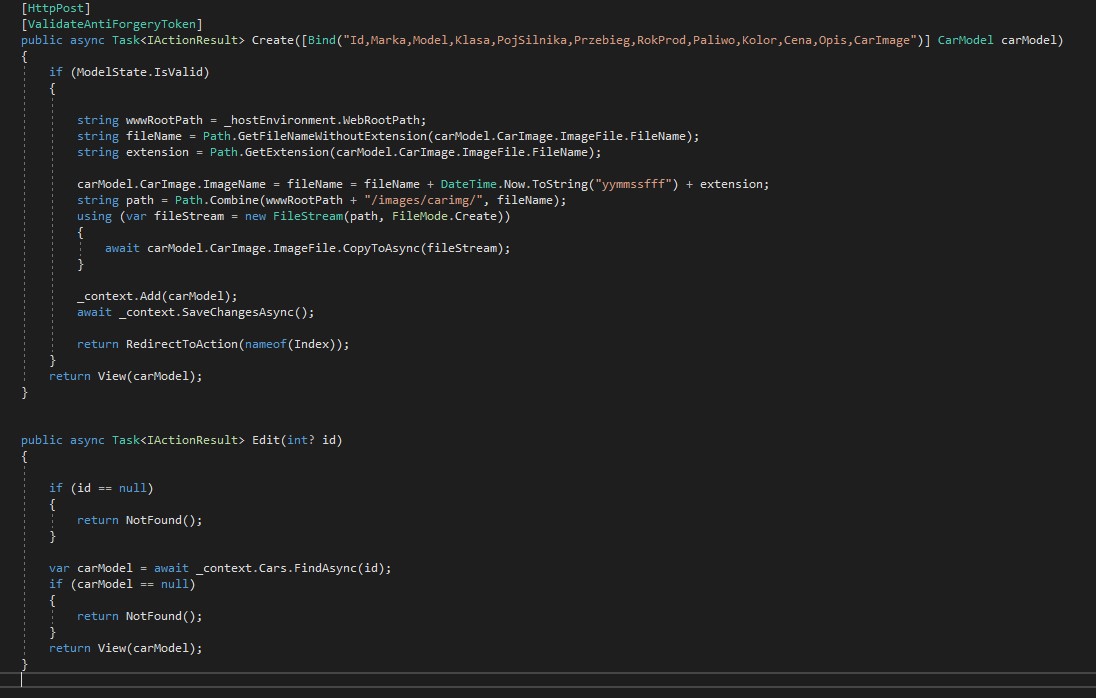 [HttpPost]
[ValidateAntiForgeryToken]
public async Task<IActionResult> Create([Bind("Id,Marka,Model,Klasa,PojSilnika,Przebieg,RokProd,Paliwo,Kolor,Cena,Opis,CarImage")] CarModel carModel)
{
if (ModelState.IsValid)
{
string wwwRootPath = _hostEnvironment.WebRootPath;
string fileName = Path.GetFileNameWithoutExtension(carModel.CarImage.ImageFile.FileName);
string extension = Path.GetExtension(carModel.CarImage.ImageFile.FileName);
carModel.CarImage.ImageName = fileName = fileName + DateTime.Now.ToString("yymmssfff") + extension;
string path = Path.Combine(wwwRootPath + "/images/carimg/", fileName);
using (var fileStream = new FileStream(path, FileMode.Create))
{
await carModel.CarImage.ImageFile.CopyToAsync(fileStream);
}
_context.Add(carModel);
await _context.SaveChangesAsync();
return RedirectToAction(nameof(Index));
}
return View(carModel);
}
public async Task<IActionResult> Edit(int? id)
{
if (id == null)
{
return NotFound();
}
var carModel = await _context.Cars.FindAsync(id);
if (carModel == null)
{
return NotFound();
}
return View(carModel);
}